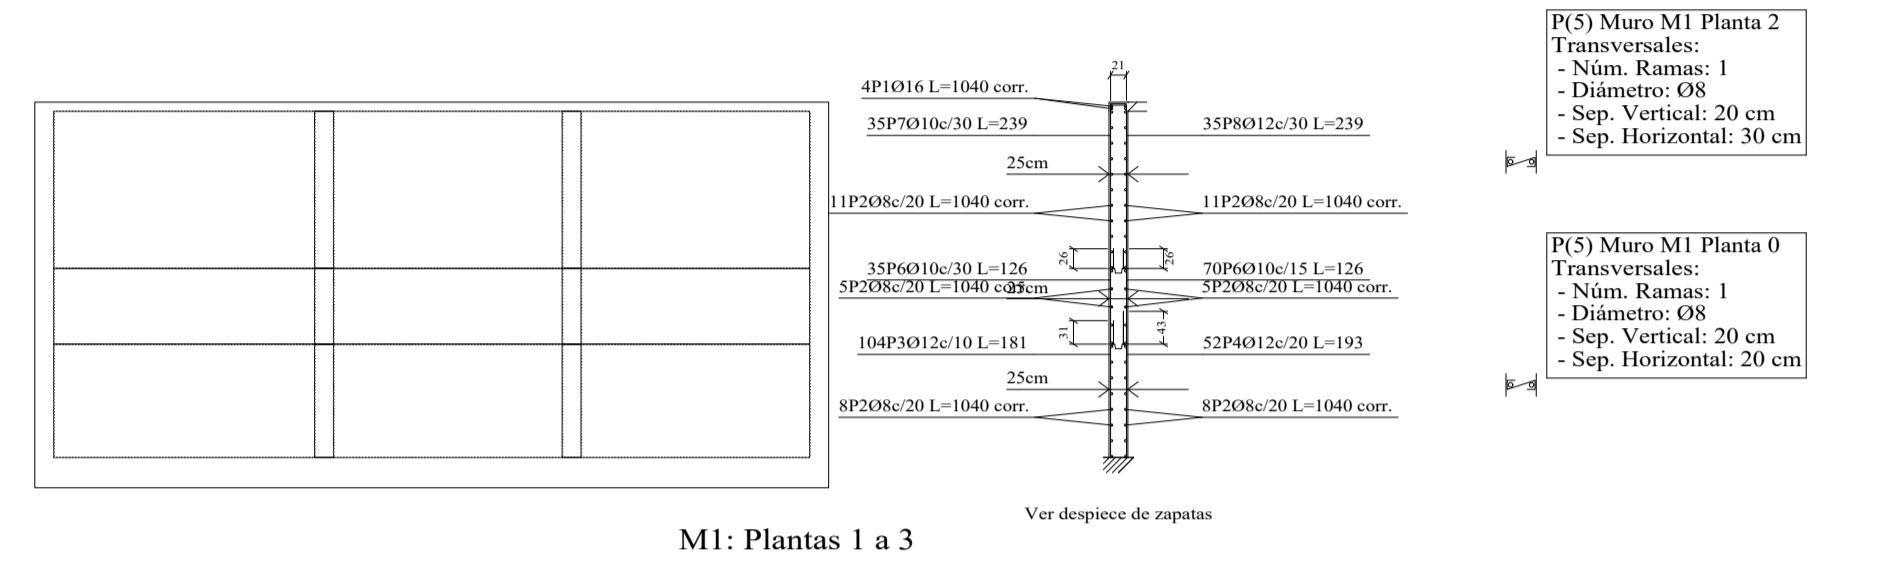 P(5) Muro M1 Planta 2
Transversales:
- Núm. Ramas: 1
- Diámetro: Ø8
- Sep. Vertical: 20 cm
- Sep. Horizontal: 30 cm
21
4P1Ø16 L=1040 corr.
35P7Ø10c/30 L=239
35P8Ø12c/30 L=239
25cm
11P2Ø8c/20 L=1040 corr.
11P2Ø8c/20 L=1040 corr.
P(5) Muro M1 Planta 0
Transversales:
- Núm. Ramas: 1
- Diámetro: Ø8
- Sep. Vertical: 20 cm
- Sep. Horizontal: 20 cm
26
26
35P6Ø10c/30 L=126
70P6Ø10c/15 L=126
5P2Ø8c/20 L=1040 corr.
25cm
5P2Ø8c/20 L=1040 corr.
31
43
104P3Ø12c/10 L=181
52P4Ø12c/20 L=193
25cm
8P2Ø8c/20 L=1040 corr.
8P2Ø8c/20 L=1040 corr.
Ver despiece de zapatas
M1: Plantas 1 a 3